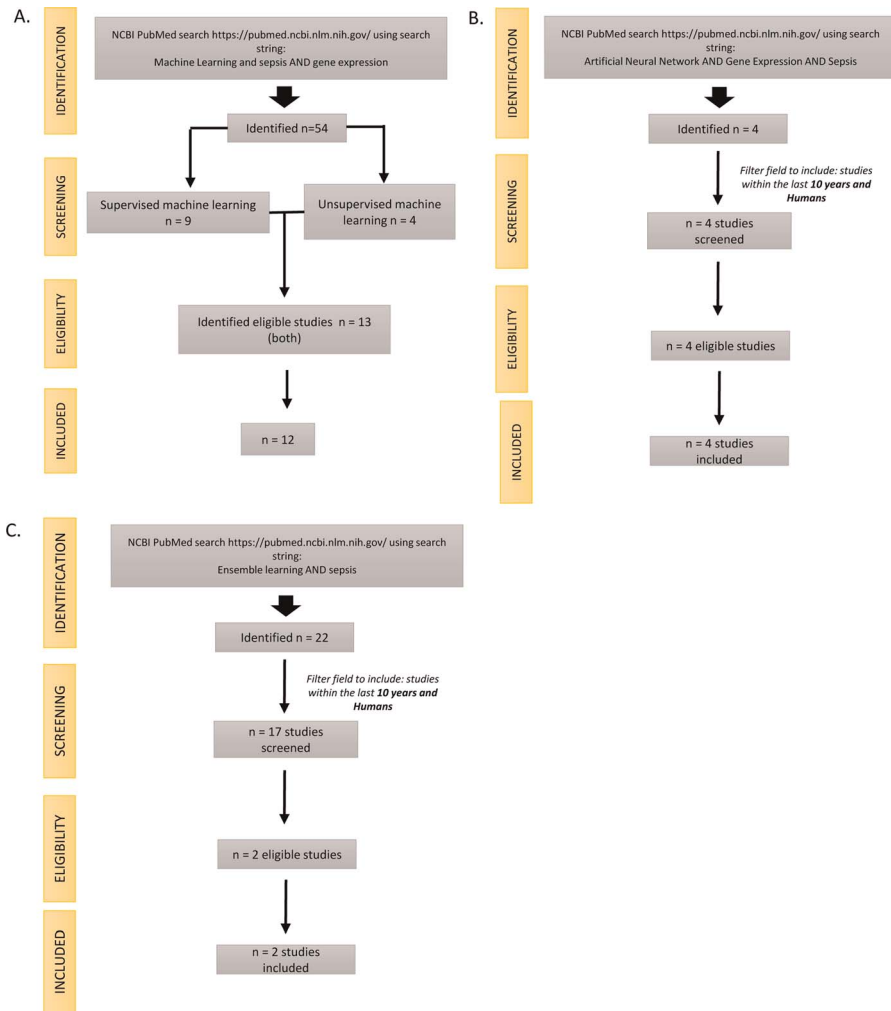 A.
IDENTIFICATION
NCBI PubMed search https://pubmed.ncbi.nlm.nih.gov/ using search
string:
Machine Learning and sepsis AND gene expression
Identified n=54
SCREENING
Supervised machine learning
n = 9
Unsupervised machine
learning n = 4
ELIGIBILITY
Identified eligible studies n = 13
(both)
INCLUDED
n = 12
B.
IDENTIFICATION
NCBI PubMed search https://pubmed.ncbi.nlm.nih.gov/ using search
string:
Artificial Neural Network AND Gene Expression AND Sepsis
Identified n = 4
Filter field to include: studies
within the last 10 years and
Humans
SCREENING
n = 4 studies
screened
ELIGIBILITY
n = 4 eligible studies
INCLUDED
n = 4 studies
included
C.
IDENTIFICATION
NCBI PubMed search https://pubmed.ncbi.nlm.nih.gov/ using search
string:
Ensemble learning AND sepsis
Identified n = 22
Filter field to include: studies
within the last 10 years and
Humans
SCREENING
n = 17 studies
screened
ELIGIBILITY
n = 2 eligible studies
INCLUDED
n = 2 studies
included